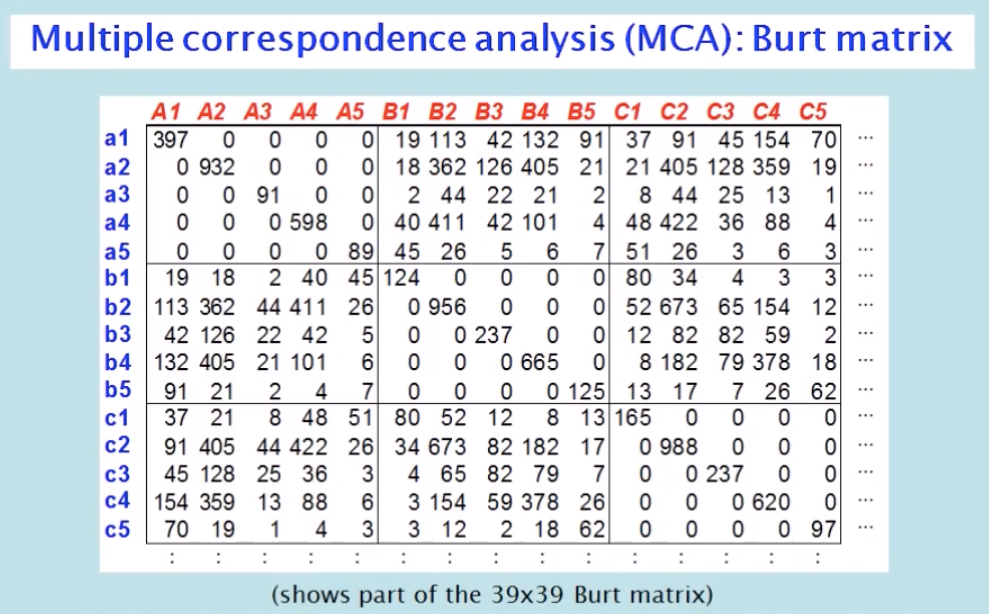 Multiple correspondence analysis (MCA): Burt matrix
A1 A2 A3 A4 A5 B1 B2 B3 B4 B5 C1 C2 C3 C4 C5
a1 397 0 0 0 0 19 113 42 132 91 37 91 45 154 70 ...
a2 0 932 0 0 0 18 362 126 405 21 21 405 128 359 19 ...
a3 0 0 91 0 0 2 44 22 21 2 8 44 25 13 1 ...
a4 0 0 0 598 0 40 411 42 101 4 48 422 36 88 4 ...
a5 0 0 0 0 89 45 26 5 6 7 51 26 3 6 3 ...
b1 19 18 2 40 45 124 0 0 0 0 80 34 4 3 3 ...
b2 113 362 44 411 26 0 956 0 0 0 52 673 65 154 12 ...
b3 42 126 22 42 5 0 0 237 0 0 12 82 82 59 2 ...
b4 132 405 21 101 6 0 0 0 665 0 8 182 79 378 18 ...
b5 91 21 2 4 7 0 0 0 0 125 13 17 7 26 62 ...
c1 37 21 8 48 51 80 52 12 8 13 165 0 0 0 0 ...
c2 91 405 44 422 26 34 673 82 182 17 0 988 0 0 0 ...
c3 45 128 25 36 3 4 65 82 79 7 0 0 237 0 0 ...
c4 154 359 13 88 6 3 154 59 378 26 0 0 0 620 0 ...
c5 70 19 1 4 3 3 12 2 18 62 0 0 0 0 97 ...
: : : : : : : : : : : : : : :
(shows part of the 39x39 Burt matrix)